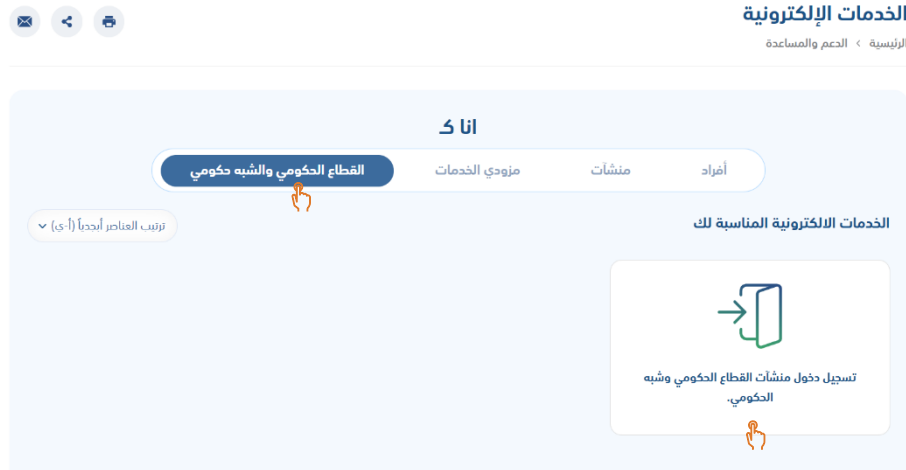 الخدمات الإلكترونية
الرئيسية › الدعم والمساعدة
انا كـ
أفراد
منشآت
مزودي الخدمات
القطاع الحكومي والشبه حكومي
الخدمات الالكترونية المناسبة لك
ترتيب العناصر أبجدياً (أ-ي)
تسجيل دخول منشآت القطاع الحكومي وشبه
الحكومي.